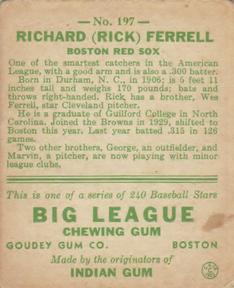 — No. 197 —
RICHARD (RICK) FERRELL
BOSTON RED SOX
One of the smartest catchers in the American
League, with a good arm and is also a .300 batter.
Born in Durham, N. C., in 1906; is 5 feet 11
inches tall and weighs 170 pounds; bats and
throws right-handed. Rick, has a brother, Wes
Ferrell, star Cleveland pitcher.
He is a graduate of Guilford College in North
Carolina. Joined the Browns in 1929, shifted to
Boston this year. Last year batted .315 in 126
games.
Two other brothers, George, an outfielder, and
Marvin, a pitcher, are now playing with minor
league clubs.
This is one of a series of 240 Baseball Stars
BIG LEAGUE
CHEWING GUM
GOUDEY GUM CO. BOSTON
Made by the originators of
INDIAN GUM